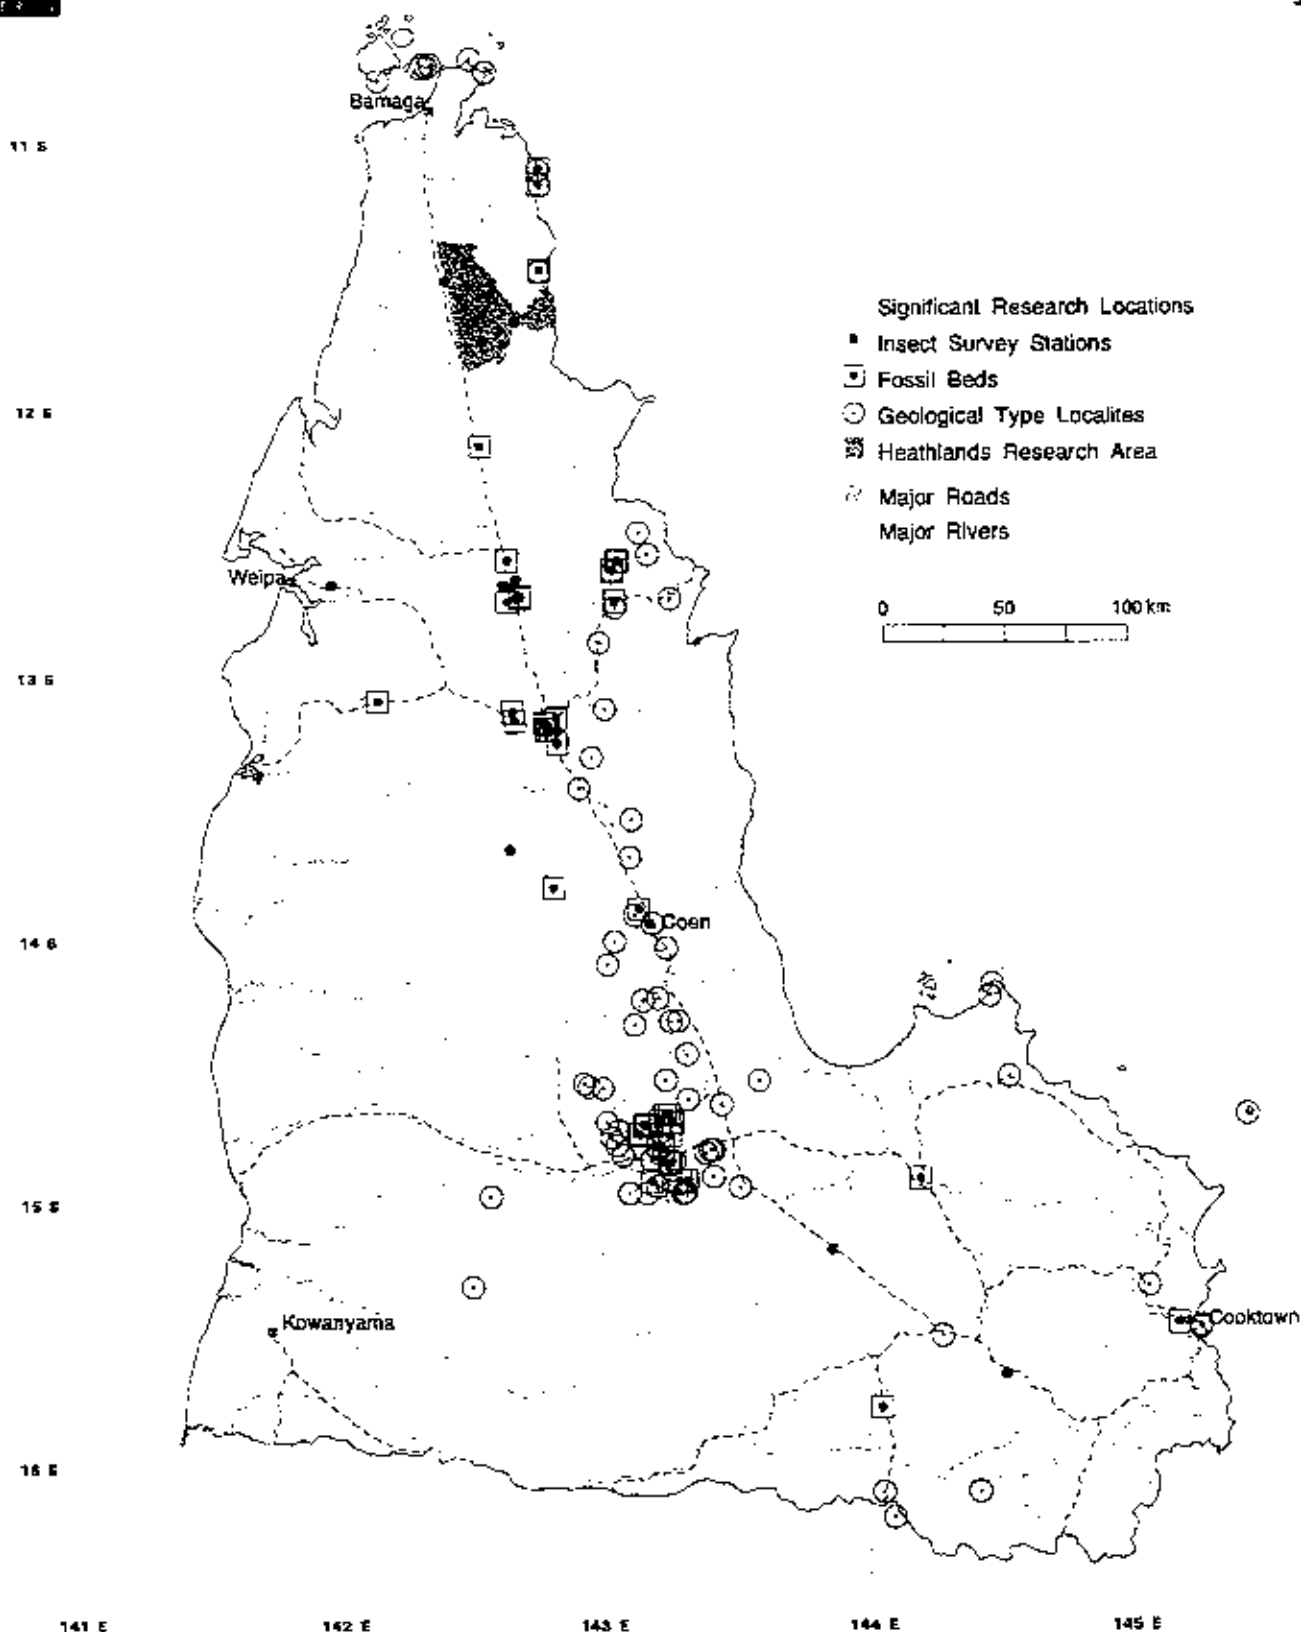 Bamaga
11 S
Significant Research Locations
Insect Survey Stations
Fossil Beds
12 S
Geological Type Localites
Heathlands Research Area
Major Roads
Major Rivers
Weipa
0 50 100 km
13 S
Coen
14 S
15 S
Kowanyama
Cooktown
16 S
141 E 142 E 143 E 144 E 145 E